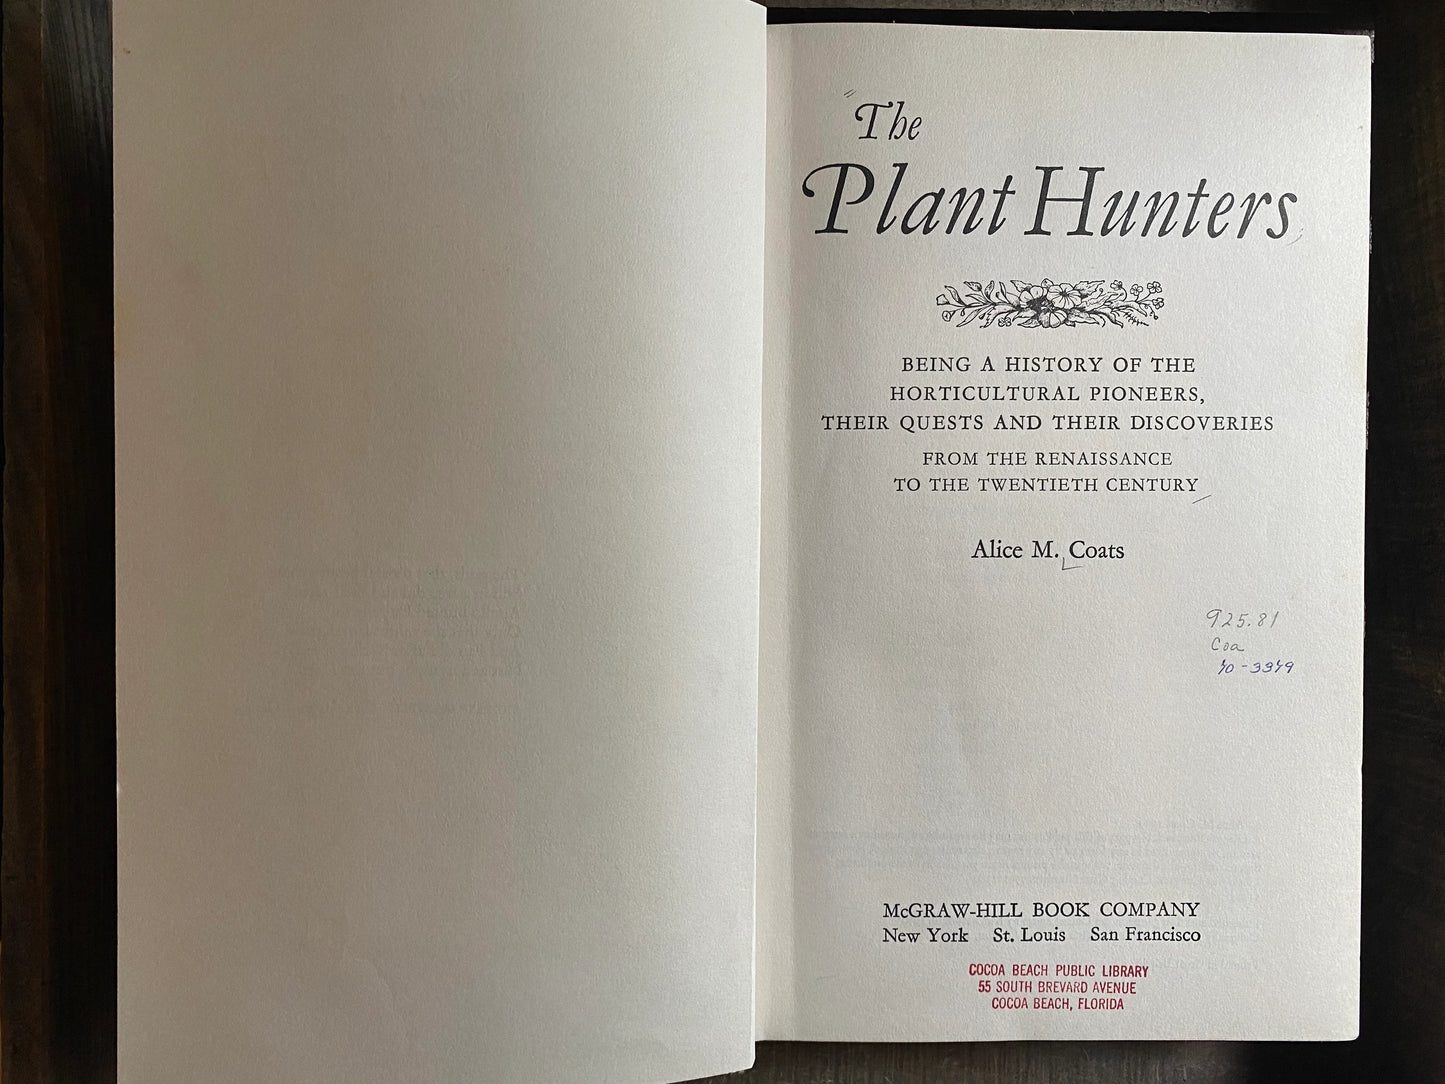 The
Plant Hunters
BEING A HISTORY OF THE
HORTICULTURAL PIONEERS,
THEIR QUESTS AND THEIR DISCOVERIES
FROM THE RENAISSANCE
TO THE TWENTIETH CENTURY
Alice M. Coats
925.81
Coa
70-3379
McGRAW-HILL BOOK COMPANY
New York St. Louis San Francisco
COCOA BEACH PUBLIC LIBRARY
55 SOUTH BREVARD AVENUE
COCOA BEACH, FLORIDA